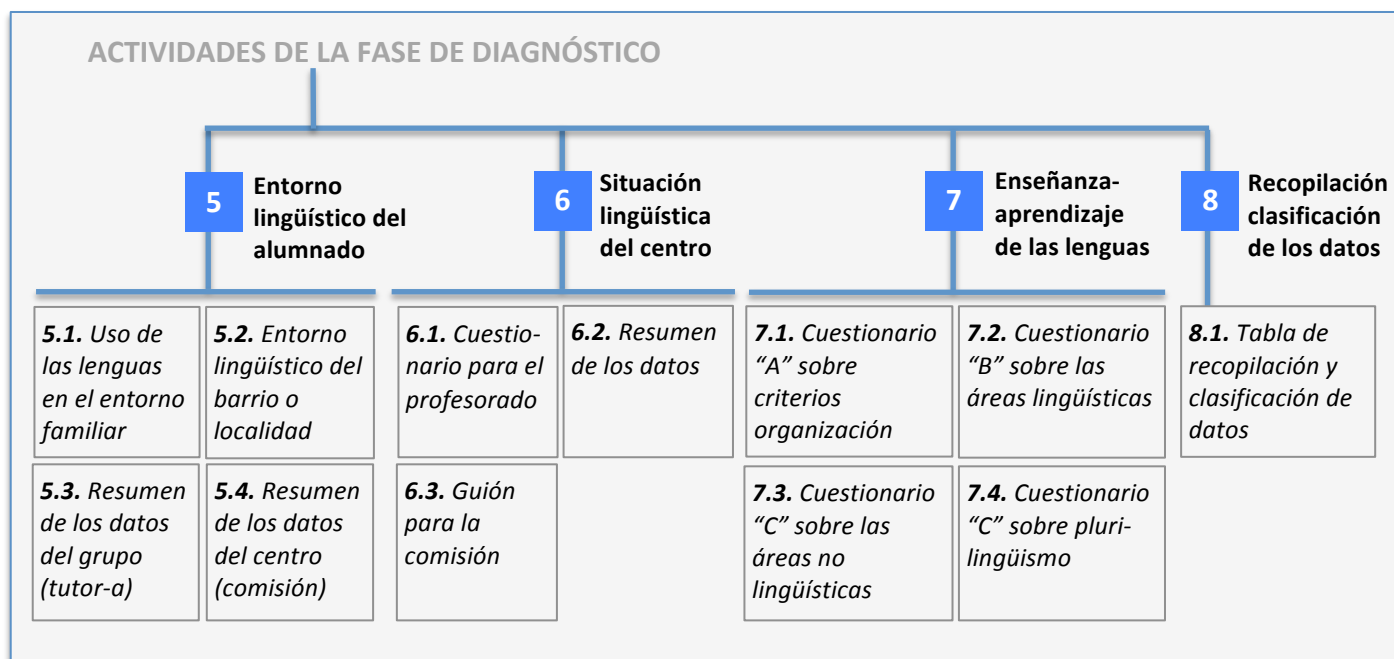 ACTIVIDADES DE LA FASE DE DIAGNÓSTICO
5
Entorno
lingüístico del
alumnado
6
Situación
lingüística
del centro
7
Enseñanza-
aprendizaje
de las lenguas
8
Recopilación
clasificación
de los datos
5.1. Uso de
las lenguas
en el entorno
familiar
5.2. Entorno
lingüístico del
barrio o
localidad
5.3. Resumen
de los datos
del grupo
(tutor-a)
5.4. Resumen
de los datos
del centro
(comisión)
6.1. Cuestio-
nario para el
profesorado
6.2. Resumen
de los datos
6.3. Guión
para la
comisión
7.1. Cuestionario
“A” sobre
criterios
organización
7.2. Cuestionario
“B” sobre las
áreas lingüísticas
7.3. Cuestionario
“C” sobre las
áreas no
lingüísticas
7.4. Cuestionario
“C” sobre pluri-
lingüismo
8.1. Tabla de
recopilación y
clasificación de
datos